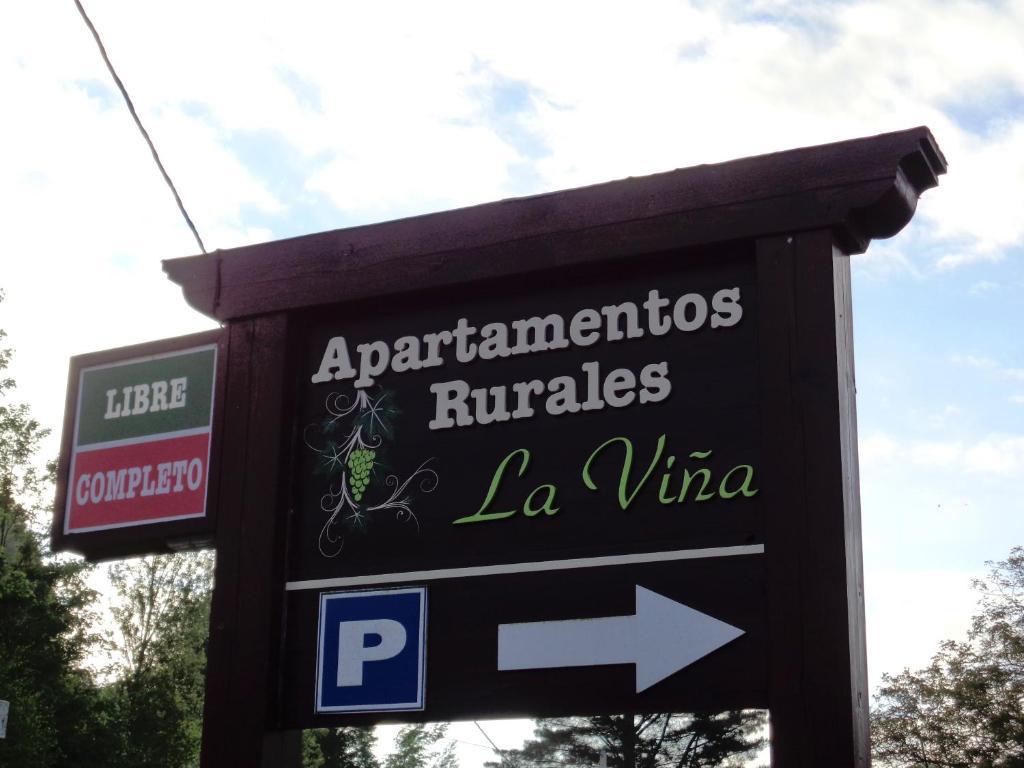 Apartamentos
Rurales
La Viña
LIBRE
COMPLETO
P